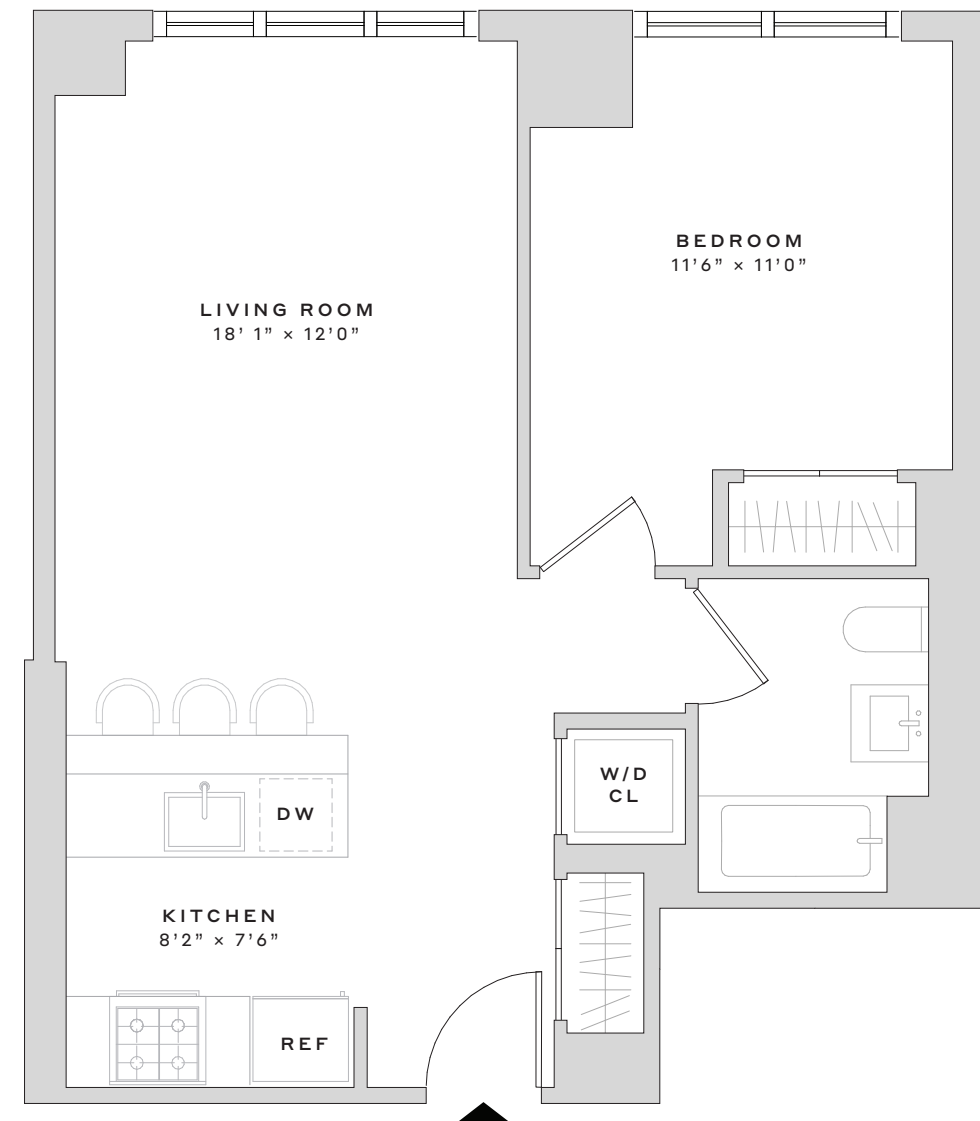 BEDROOM
11’6” × 11’0”
LIVING ROOM
18’ 1” × 12’0”
W/D
CL
DW
KITCHEN
8’2” × 7’6”
REF